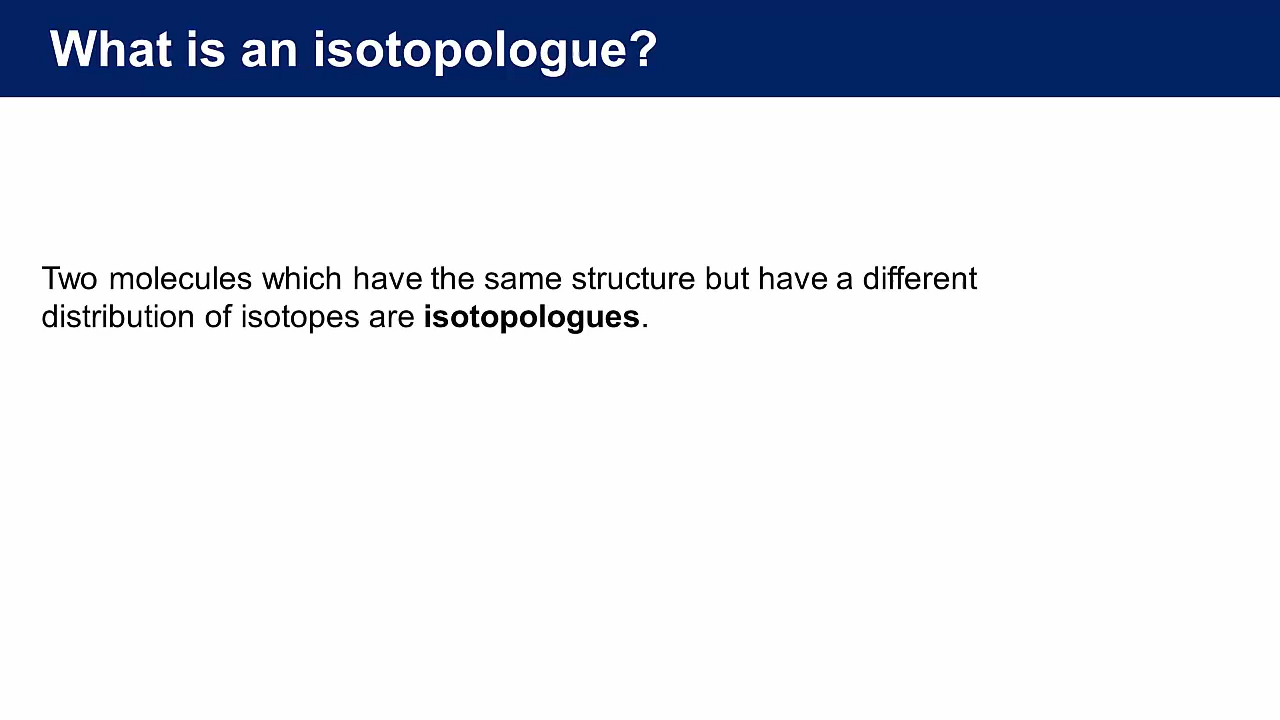 What is an isotopologue?
Two molecules which have the same structure but have a different
distribution of isotopes are isotopologues.